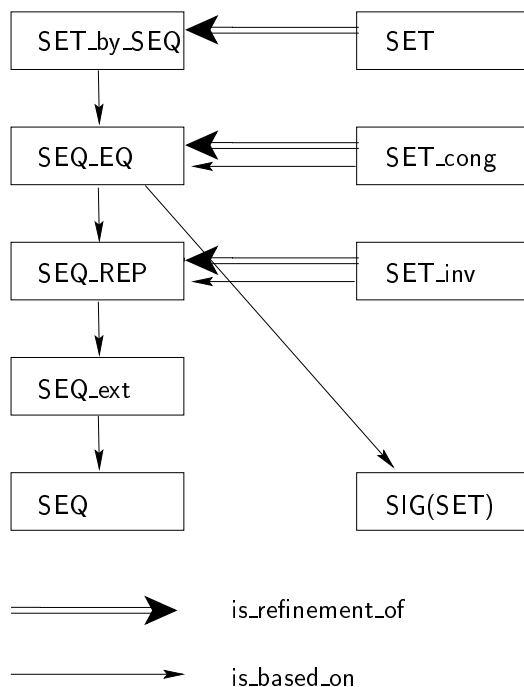 SET_by_SEQ
SET
SEQ_EQ
SET_cong
SEQ_REP
SET_inv
SEQ_ext
SEQ
SIG(SET)
is_refinement_of
is_based_on